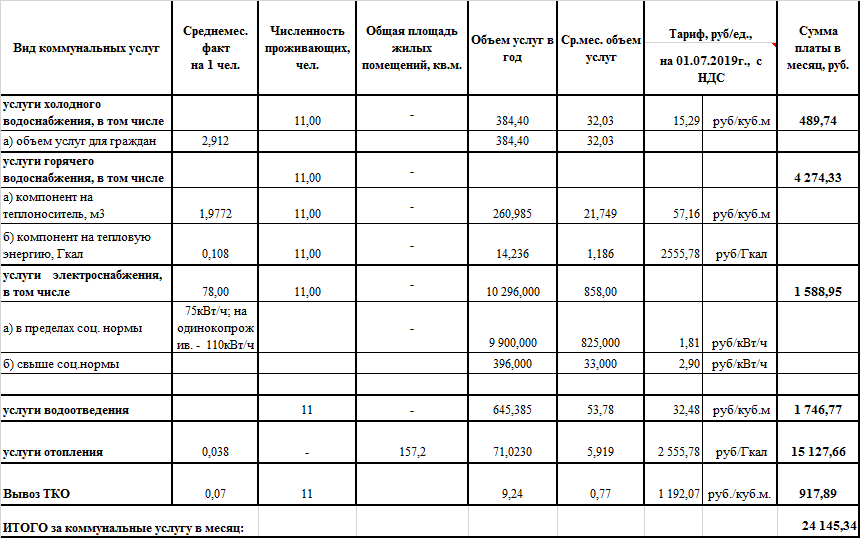 Вид коммунальных услуг
Среднемес.
факт
на 1 чел.
Численность
проживающих,
чел.
Общая площадь
жилых
помещений, кв.м.
Объем услуг в
год
Ср.мес. объем
услуг
Тариф, руб/ед.,
на 01.07.2019г., с
НДС
Сумма
платы в
месяц, руб.
услуги холодного
водоснабжения, в том числе
11,00
-
384,40
32,03
15,29
руб/куб.м
489,74
а) объем услуг для граждан
2,912
384,40
32,03
услуги горячего
водоснабжения, в том числе
11,00
-
4 274,33
а) компонент на
теплоноситель, м3
1,9772
11,00
-
260,985
21,749
57,16
руб/куб.м
б) компонент на тепловую
энергию, Гкал
0,108
11,00
-
14,236
1,186
2555,78
руб/Гкал
услуги электроснабжения,
в том числе
78,00
11,00
-
10 296,000
858,00
1 588,95
а) в пределах соц. нормы
75кВт/ч; на
одинокопрож
ив. - 110кВт/ч
-
9 900,000
825,000
1,81
руб/кВт/ч
б) свыше соц.нормы
396,000
33,000
2,90
руб/кВт/ч
услуги водоотведения
11
-
645,385
53,78
32,48
руб/куб.м
1 746,77
услуги отопления
0,038
-
157,2
71,0230
5,919
2 555,78
руб/Гкал
15 127,66
Вывоз ТКО
0,07
11
9,24
0,77
1 192,07
руб./куб.м.
917,89
ИТОГО за коммунальные услугу в месяц:
24 145,34